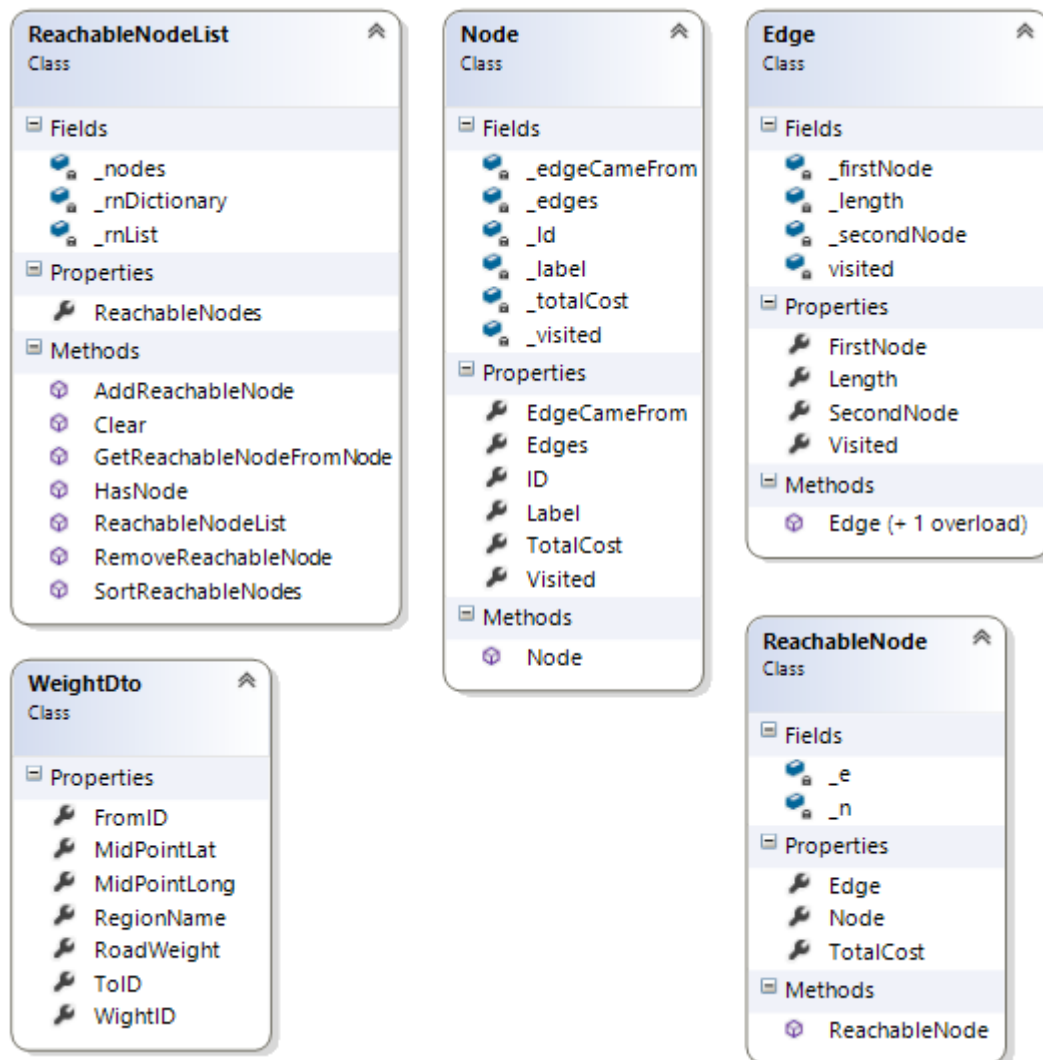 ReachableNodeList
Class
Fields
_nodes
_rnDictionary
_rnList
Properties
ReachableNodes
Methods
AddReachableNode
Clear
GetReachableNodeFromNode
HasNode
ReachableNodeList
RemoveReachableNode
SortReachableNodes
Node
Class
Fields
_edgeCameFrom
_edges
_Id
_label
_totalCost
_visited
Properties
EdgeCameFrom
Edges
ID
Label
TotalCost
Visited
Methods
Node
Edge
Class
Fields
_firstNode
_length
_secondNode
visited
Properties
FirstNode
Length
SecondNode
Visited
Methods
Edge (+ 1 overload)
WeightDto
Class
Properties
FromID
MidPointLat
MidPointLong
RegionName
RoadWeight
ToID
WightID
ReachableNode
Class
Fields
_e
_n
Properties
Edge
Node
TotalCost
Methods
ReachableNode